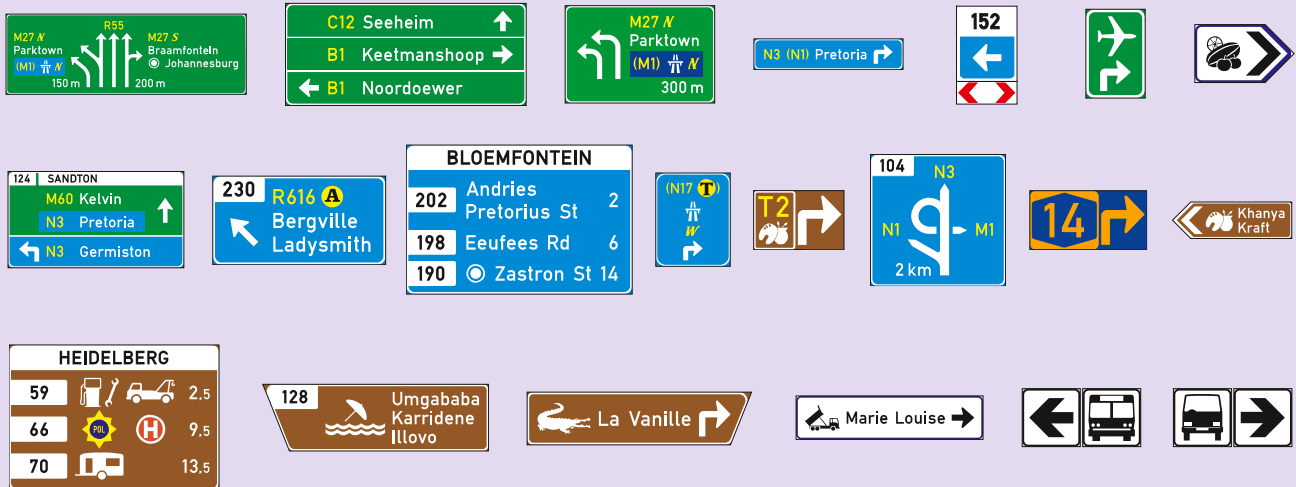 R55
M27 N
Parktown
(M1) N
150 m
M27 S
Braamfontein
Johannesburg
200 m
C12 Seeheim
B1 Keetmanshoop
B1 Noordoewer
M27 N
Parktown
(M1) N
300 m
N3 (N1) Pretoria
152
124 SANDTON
M60 Kelvin
N3 Pretoria
N3 Germiston
230
R616 A
Bergville
Ladysmith
BLOEMFONTEIN
202 Andries
Pretorius St 2
198 Eeufees Rd 6
190 Zastron St 14
(N17 T)
W
T2
104
N3
N1
M1
2 km
14
Khanya
Kraft
HEIDELBERG
59 2,5
66 POL H 9,5
70 13,5
128
Umgababa
Karridene
Illovo
La Vanille
Marie Louise